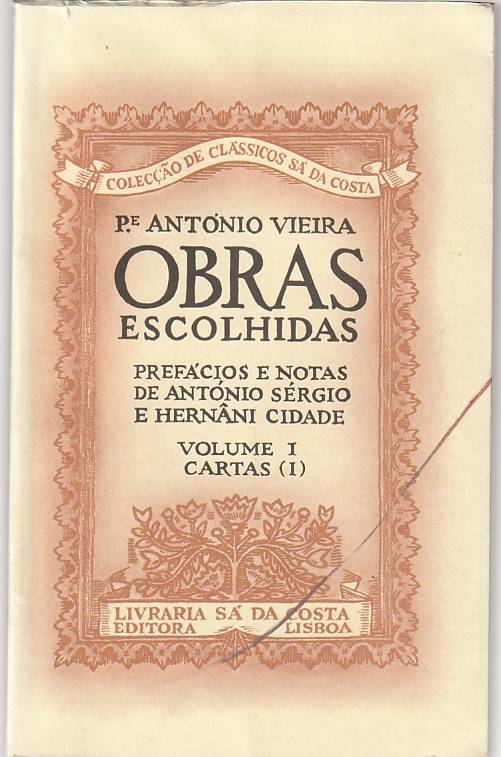 COLECÇÃO DE CLÁSSICOS SÁ DA COSTA
P.E ANTÓNIO VIEIRA
OBRAS
ESCOLHIDAS
PREFÁCIOS E NOTAS
DE ANTÓNIO SÉRGIO
E HERNÂNI CIDADE
VOLUME I
CARTAS (I)
LIVRARIA SÁ DA COSTA
EDITORA LISBOA